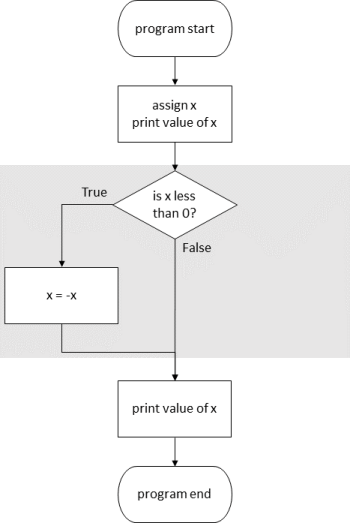 program start
assign x
print value of x
is x less
than 0?
True
False
x = -x
print value of x
program end